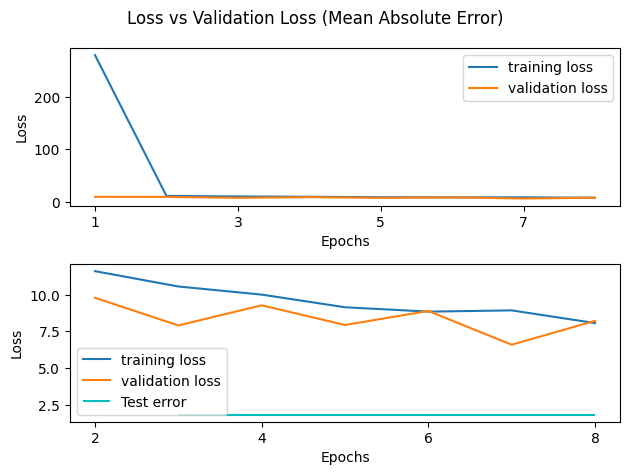 Loss vs Validation Loss (Mean Absolute Error)
Loss
200
100
0
training loss
validation loss
1
3
5
7
Epochs
Loss
10.0
7.5
5.0
2.5
training loss
validation loss
Test error
2
4
6
8
Epochs